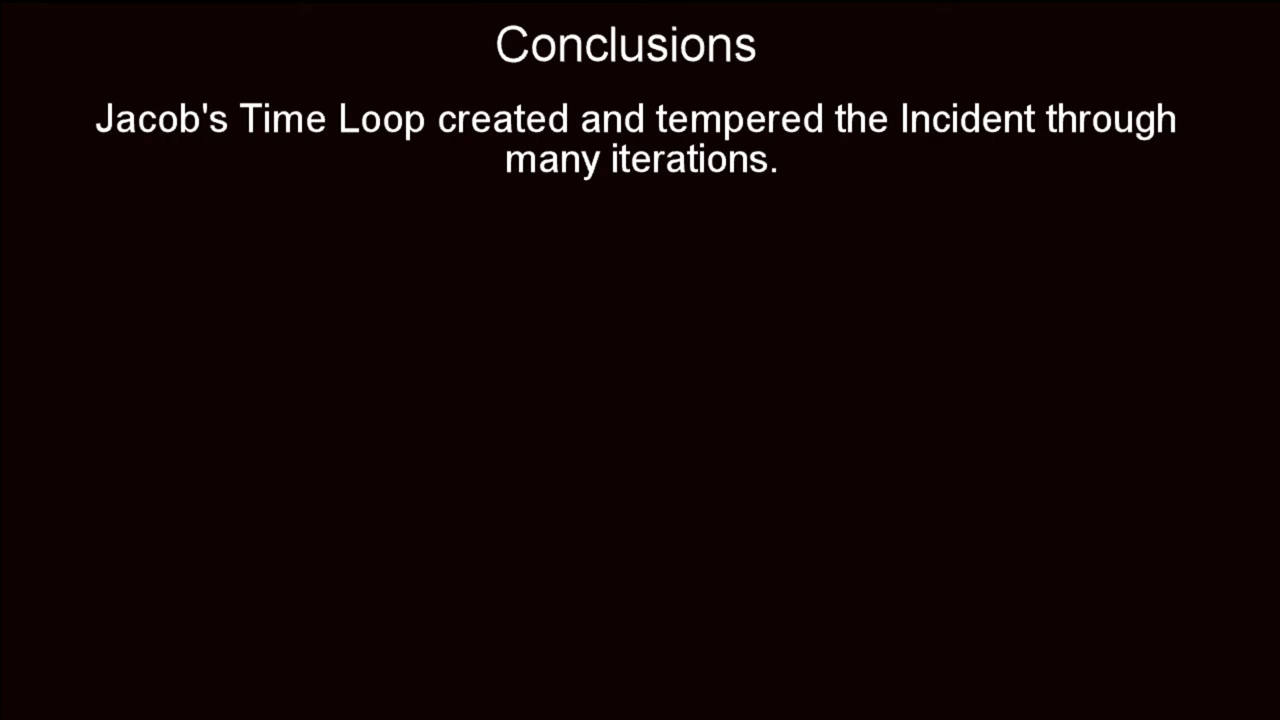 Conclusions
Jacob's Time Loop created and tempered the Incident through
many iterations.